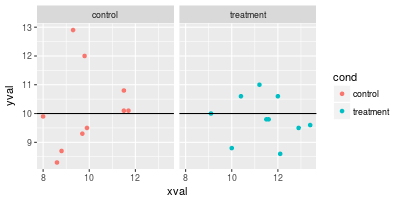 control treatment
13
12
11
10
9
8 10 12 8 10 12
yval
xval
cond
control
treatment